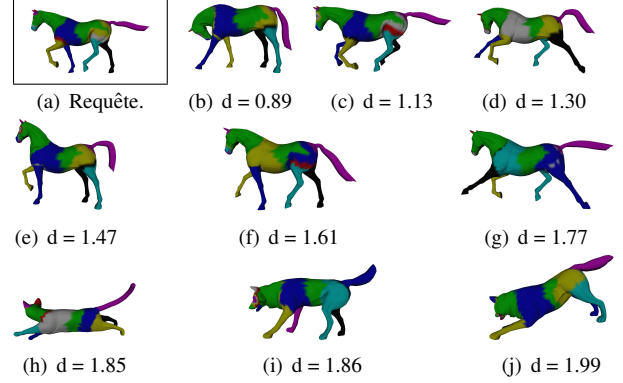 (a) Requête. (b) d = 0.89 (c) d = 1.13 (d) d = 1.30
(e) d = 1.47 (f) d = 1.61 (g) d = 1.77
(h) d = 1.85 (i) d = 1.86 (j) d = 1.99